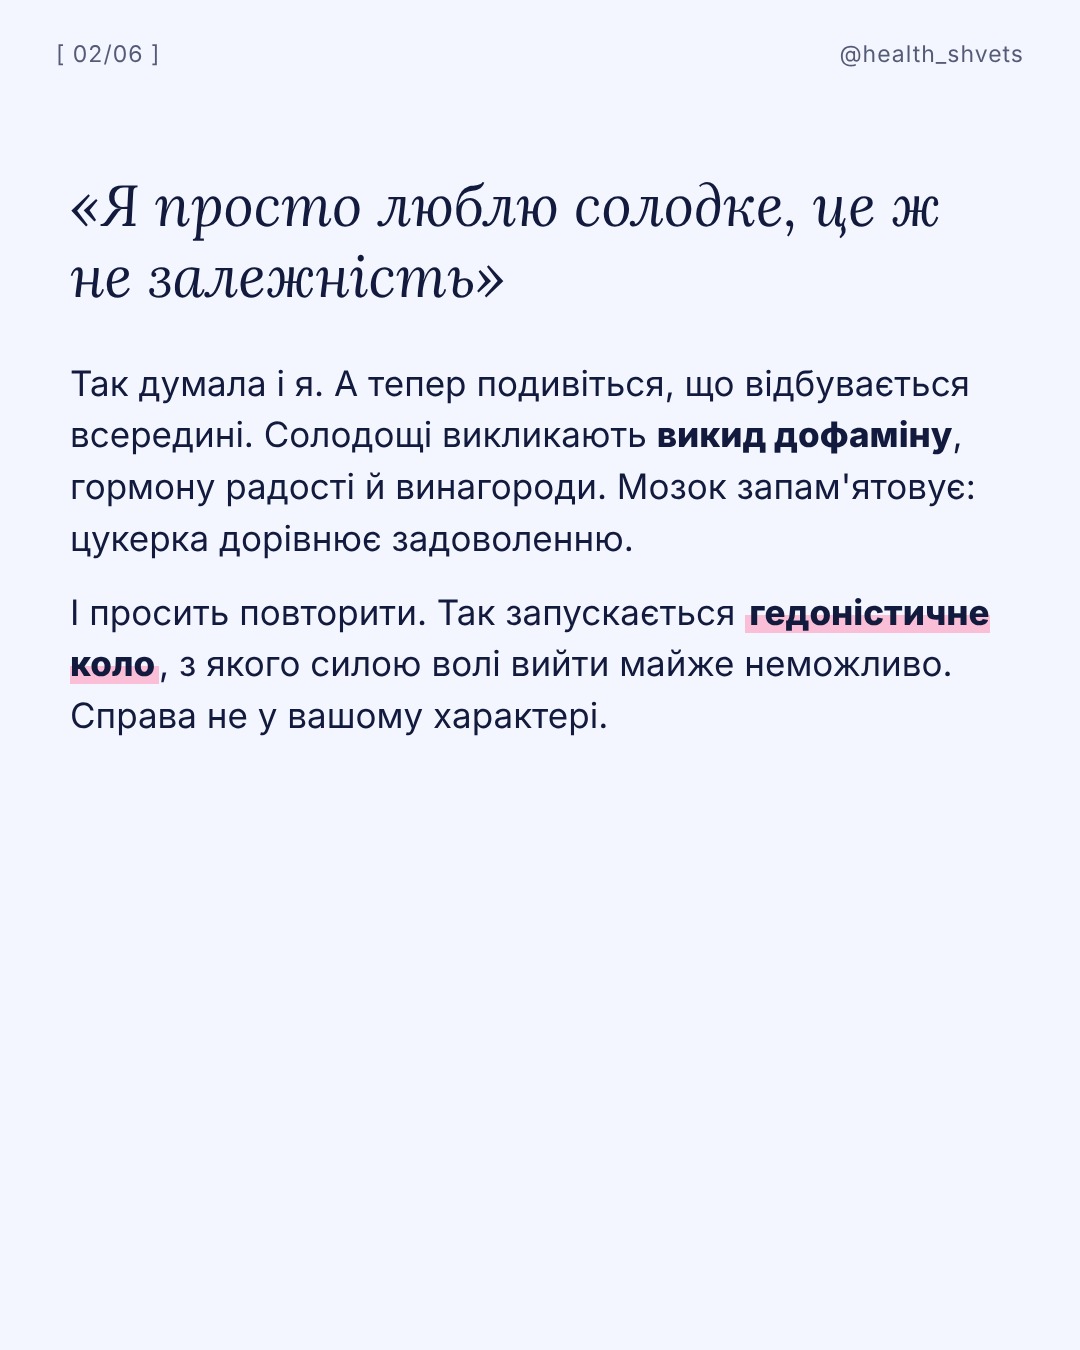 [ 02/06 ]
@health_shvets
«Я просто люблю солодке, це ж
не залежність»
Так думала і я. А тепер подивіться, що відбувається
всередині. Солодощі викликають викид дофаміну,
гормону радості й винагороди. Мозок запам'ятовує:
цукерка дорівнює задоволенню.
І просить повторити. Так запускається гедоністичне
коло, з якого силою волі вийти майже неможливо.
Справа не у вашому характері.